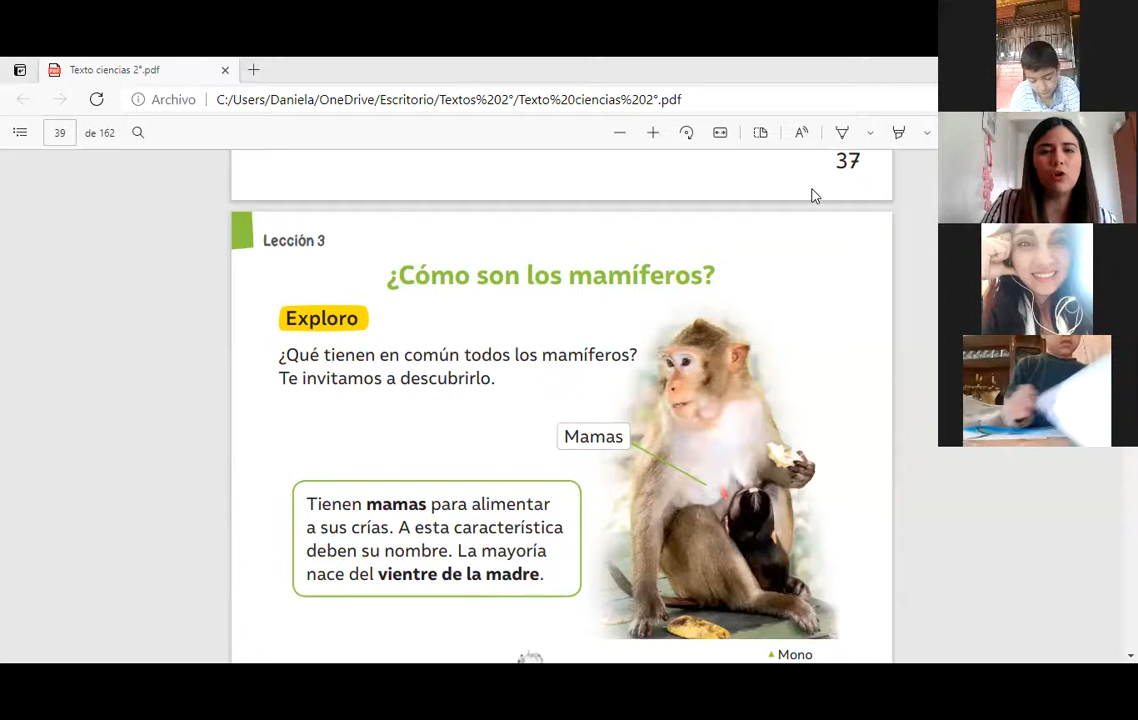 Texto ciencias 2°.pdf
Archivo C:/Users/Daniela/OneDrive/Escritorio/Textos%202°/Texto%20ciencias%202°.pdf
39 de 162
37
Lección 3
¿Cómo son los mamíferos?
Exploro
¿Qué tienen en común todos los mamíferos?
Te invitamos a descubrirlo.
Mamas
Tienen mamas para alimentar
a sus crías. A esta característica
deben su nombre. La mayoría
nace del vientre de la madre.
Mono